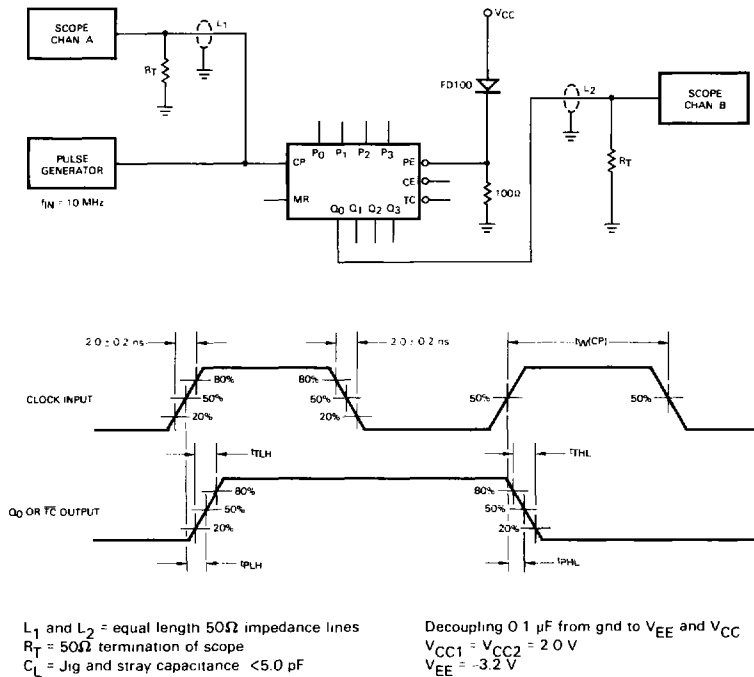 SCOPE
CHAN A
L1
RT
VCC
FD100
L2
SCOPE
CHAN B
RT
PULSE
GENERATOR
fIN = 10 MHz
P0 P1 P2 P3
CP
PE
CE
MR
TC
Q0 Q1 Q2 Q3
100Ω
2 0 ± 0 2 ns
2 0 ± 0 2 ns
tW(CP)
80%
80%
CLOCK INPUT
50%
50%
50%
50%
20%
20%
tTLH
tTHL
80%
80%
Q0 OR TC OUTPUT
50%
50%
20%
20%
tPLH
tPHL
L1 and L2 = equal length 50Ω impedance lines
RT = 50Ω termination of scope
CL = Jig and stray capacitance <5.0 pF
Decoupling 0 1 μF from gnd to VEE and VCC
VCC1 = VCC2 = 2 0 V
VEE = -3.2 V